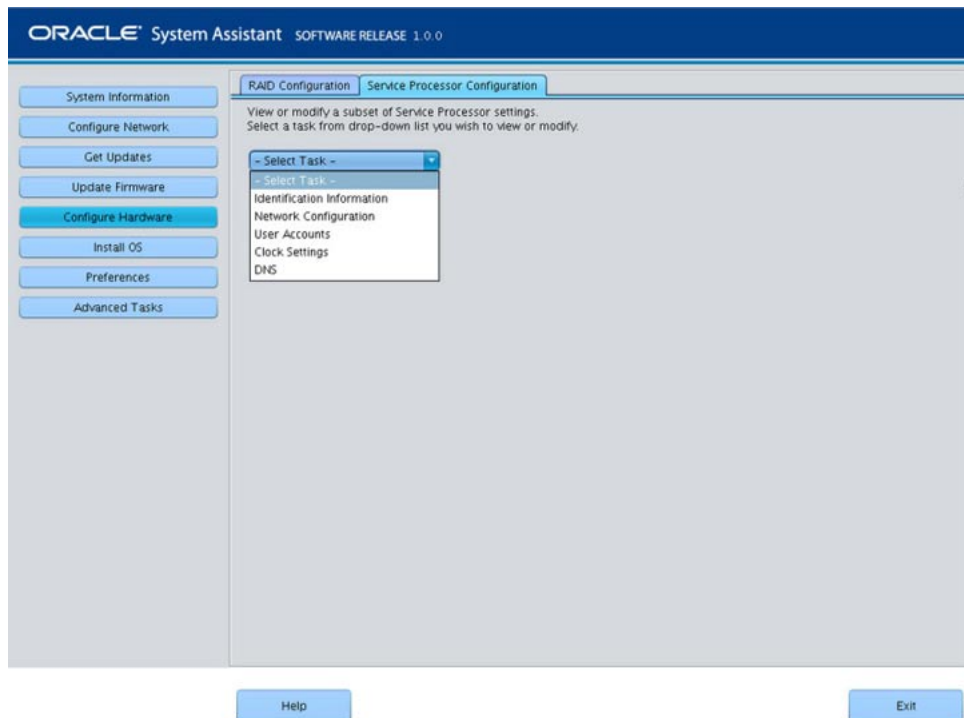 ORACLE System Assistant SOFTWARE RELEASE 1.0.0
System Information
Configure Network
Get Updates
Update Firmware
Configure Hardware
Install OS
Preferences
Advanced Tasks
RAID Configuration
Service Processor Configuration
View or modify a subset of Service Processor settings.
Select a task from drop-down list you wish to view or modify.
- Select Task -
- Select Task -
Identification Information
Network Configuration
User Accounts
Clock Settings
DNS
Help
Exit